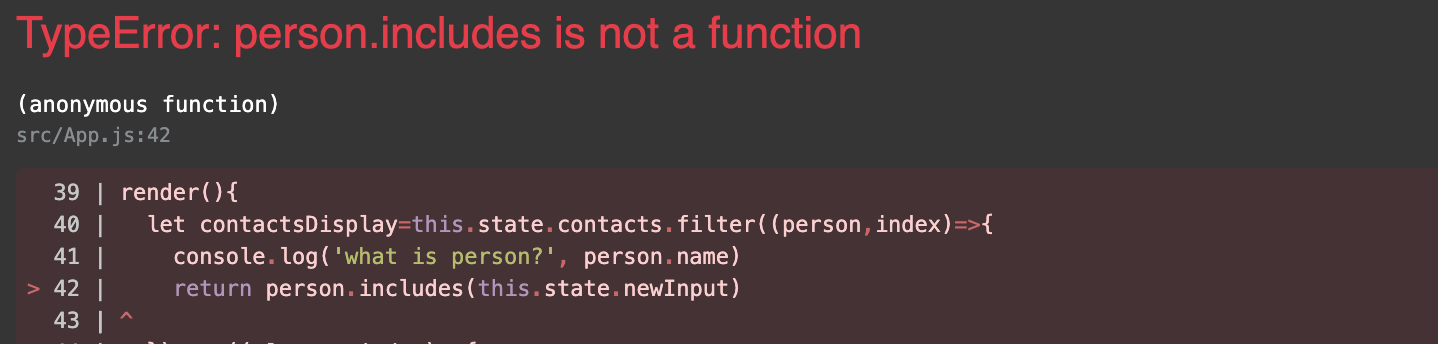 TypeError: person.includes is not a function
(anonymous function)
src/App.js:42
39 | render(){
40 |   let contactsDisplay=this.state.contacts.filter((person,index)=>{
41 |     console.log('what is person?', person.name)
> 42 |     return person.includes(this.state.newInput)
43 | ^